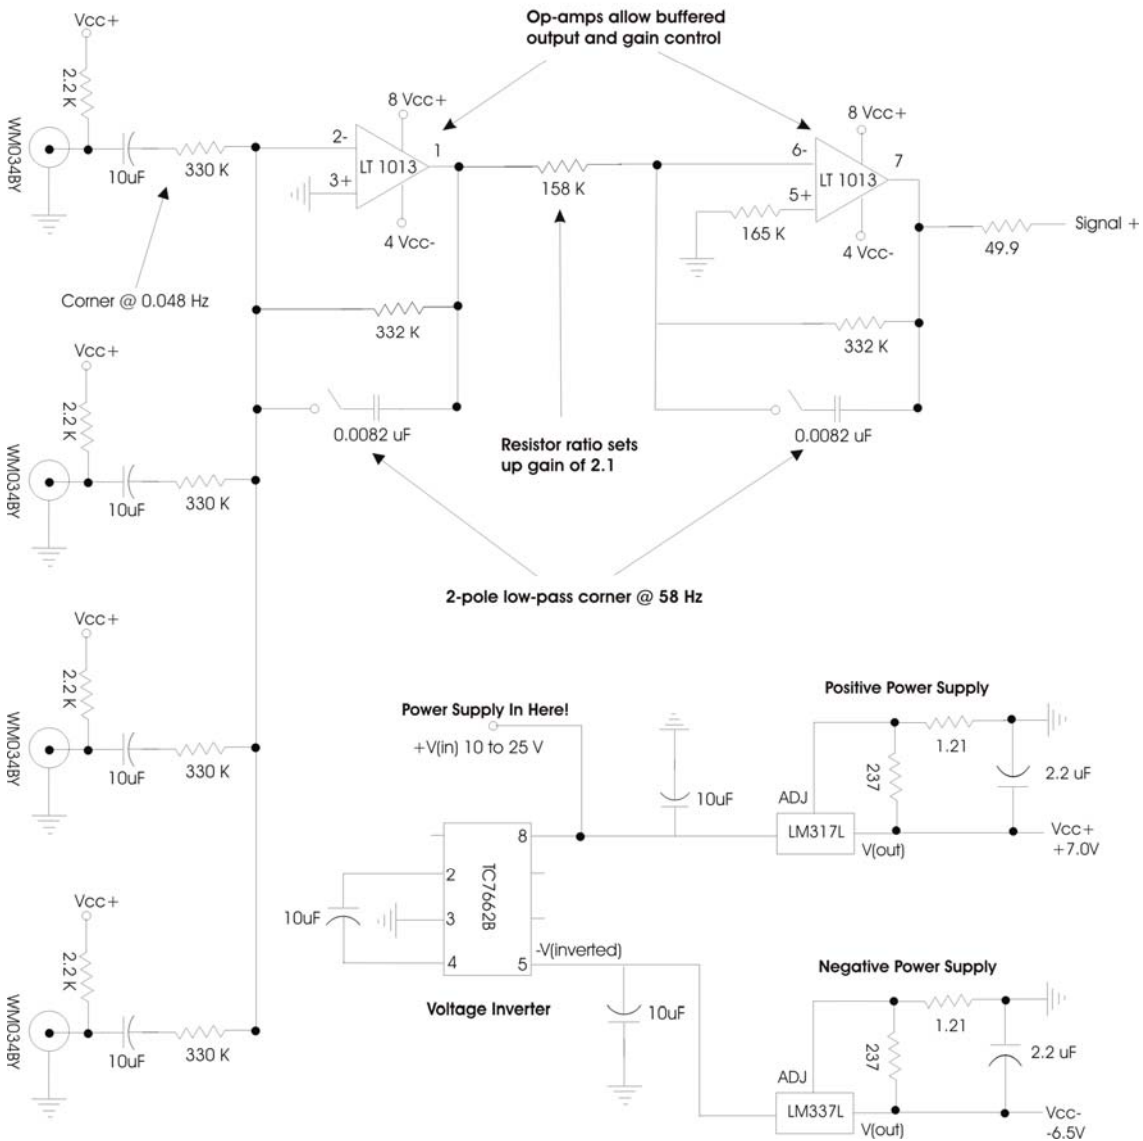 Vcc+
2.2 K
WM034BY
10uF
330 K
Corner @ 0.048 Hz
Op-amps allow buffered
output and gain control
8 Vcc+
2-
1
LT 1013
3+
4 Vcc-
158 K
8 Vcc+
6-
7
LT 1013
5+
165 K
4 Vcc-
49.9
Signal +
332 K
332 K
0.0082 uF
0.0082 uF
Resistor ratio sets
up gain of 2.1
2-pole low-pass corner @ 58 Hz
Vcc+
2.2 K
WM034BY
10uF
330 K
Vcc+
2.2 K
WM034BY
10uF
330 K
Vcc+
2.2 K
WM034BY
10uF
330 K
Power Supply In Here!
+V(in) 10 to 25 V
10uF
8
2
TC7662B
3
10uF
4
5
-V(inverted)
Voltage Inverter
10uF
Positive Power Supply
1.21
237
2.2 uF
ADJ
LM317L
V(out)
Vcc+
+7.0V
Negative Power Supply
1.21
237
2.2 uF
ADJ
LM337L
V(out)
Vcc-
-6.5V